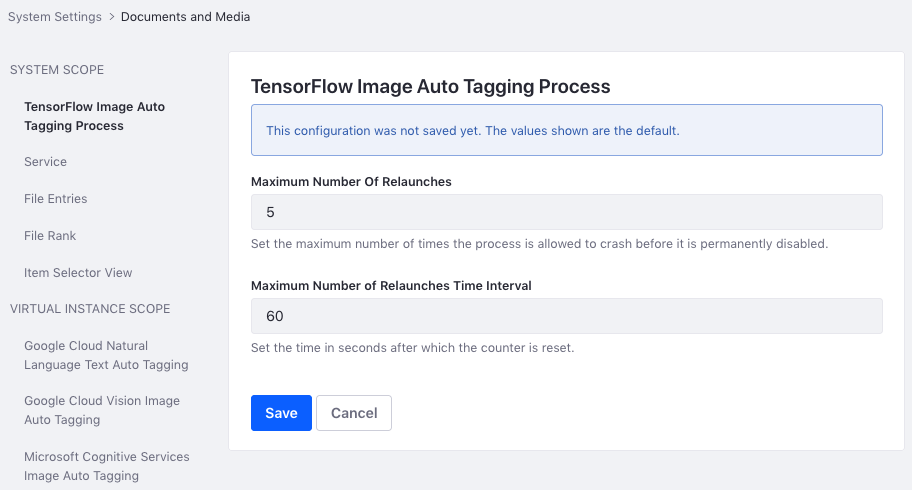 System Settings > Documents and Media
SYSTEM SCOPE
TensorFlow Image Auto
Tagging Process
Service
File Entries
File Rank
Item Selector View
VIRTUAL INSTANCE SCOPE
Google Cloud Natural
Language Text Auto Tagging
Google Cloud Vision Image
Auto Tagging
Microsoft Cognitive Services
Image Auto Tagging
TensorFlow Image Auto Tagging Process
This configuration was not saved yet. The values shown are the default.
Maximum Number Of Relaunches
5
Set the maximum number of times the process is allowed to crash before it is permanently disabled.
Maximum Number of Relaunches Time Interval
60
Set the time in seconds after which the counter is reset.
Save Cancel